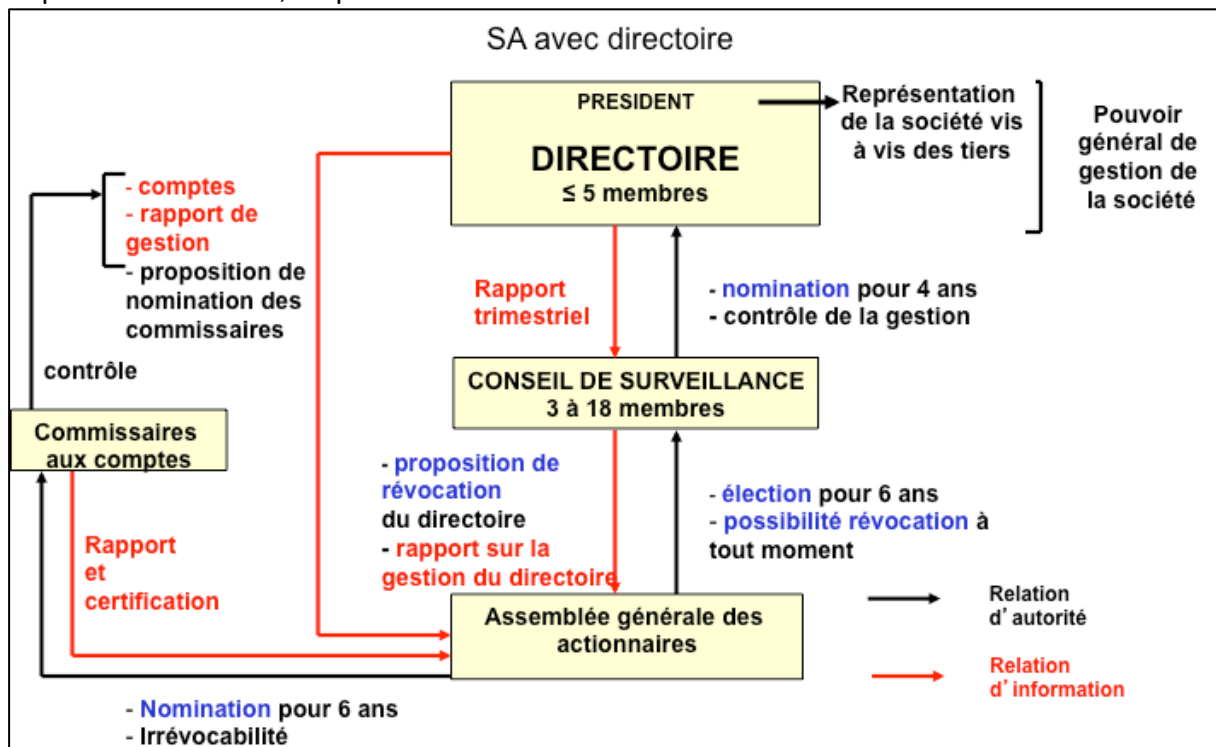 SA avec directoire
PRESIDENT
DIRECTOIRE
≤ 5 membres
Représentation
de la société vis
à vis des tiers
Pouvoir
général de
gestion de
la société
- comptes
- rapport de
gestion
- proposition de
nomination des
commissaires
contrôle
Rapport
trimestriel
- nomination pour 4 ans
- contrôle de la gestion
CONSEIL DE SURVEILLANCE
3 à 18 membres
Commissaires
aux comptes
- proposition de
révocation
du directoire
- rapport sur la
gestion du directoire
- élection pour 6 ans
- possibilité révocation à
tout moment
Rapport
et
certification
Assemblée générale des
actionnaires
Relation
d'autorité
Relation
d'information
- Nomination pour 6 ans
- Irrévocabilité